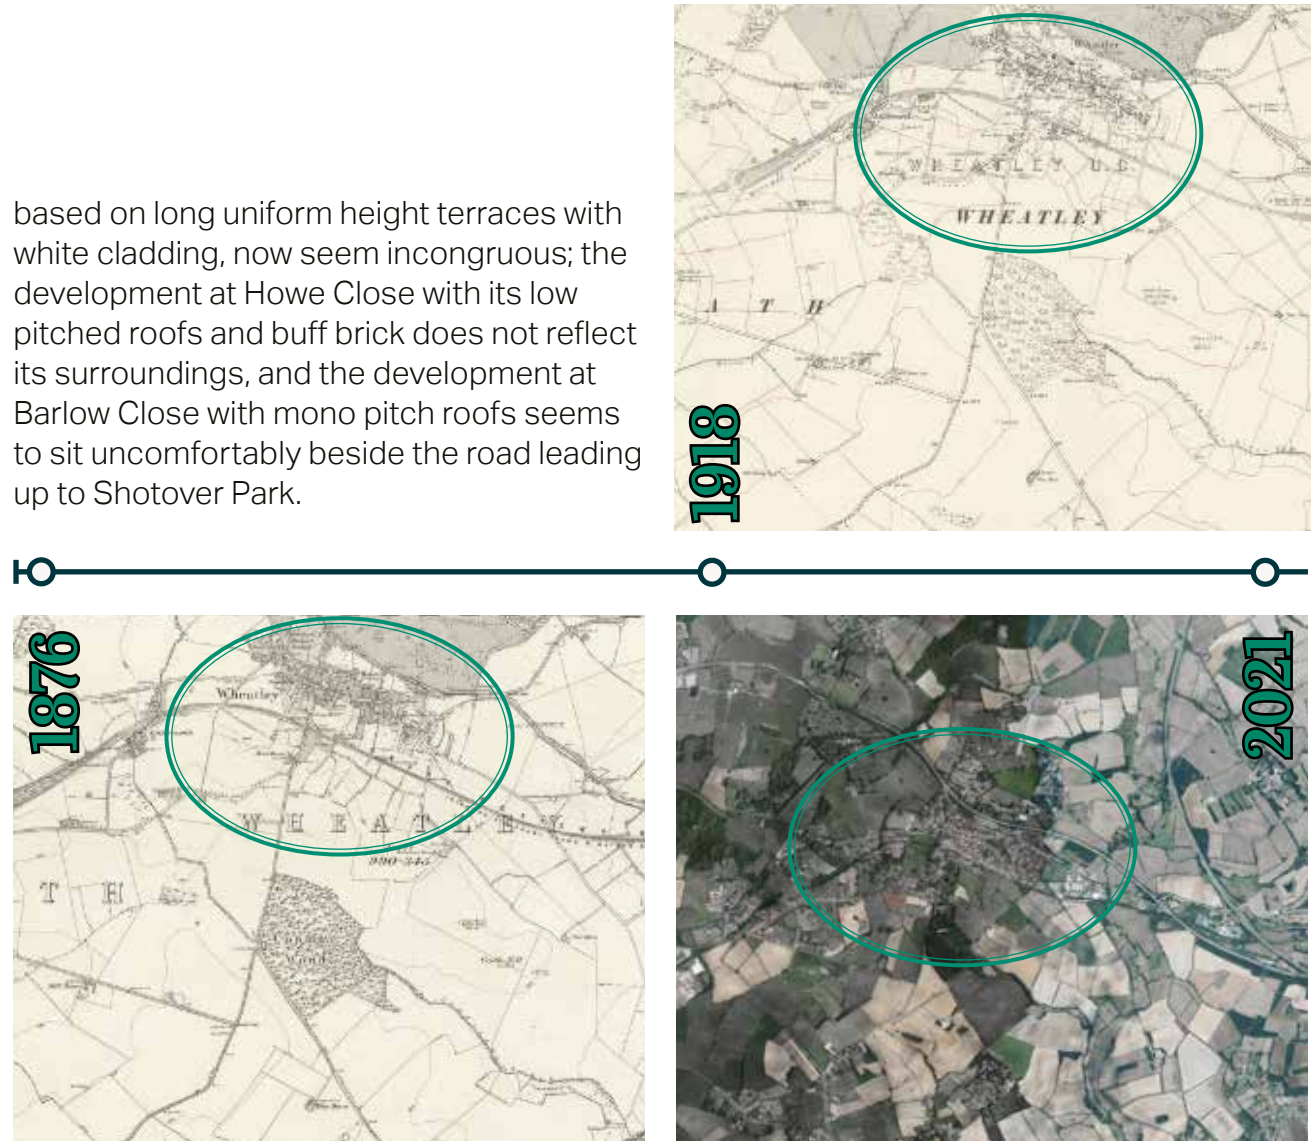 based on long uniform height terraces with
white cladding, now seem incongruous; the
development at Howe Close with its low
pitched roofs and buff brick does not reflect
its surroundings, and the development at
Barlow Close with mono pitch roofs seems
to sit uncomfortably beside the road leading
up to Shotover Park.
Wheatley
WHEATLEY U.D.
WHEATLEY
A T H
1918
1876
Wheatley
WHEATLEY
T H
2021